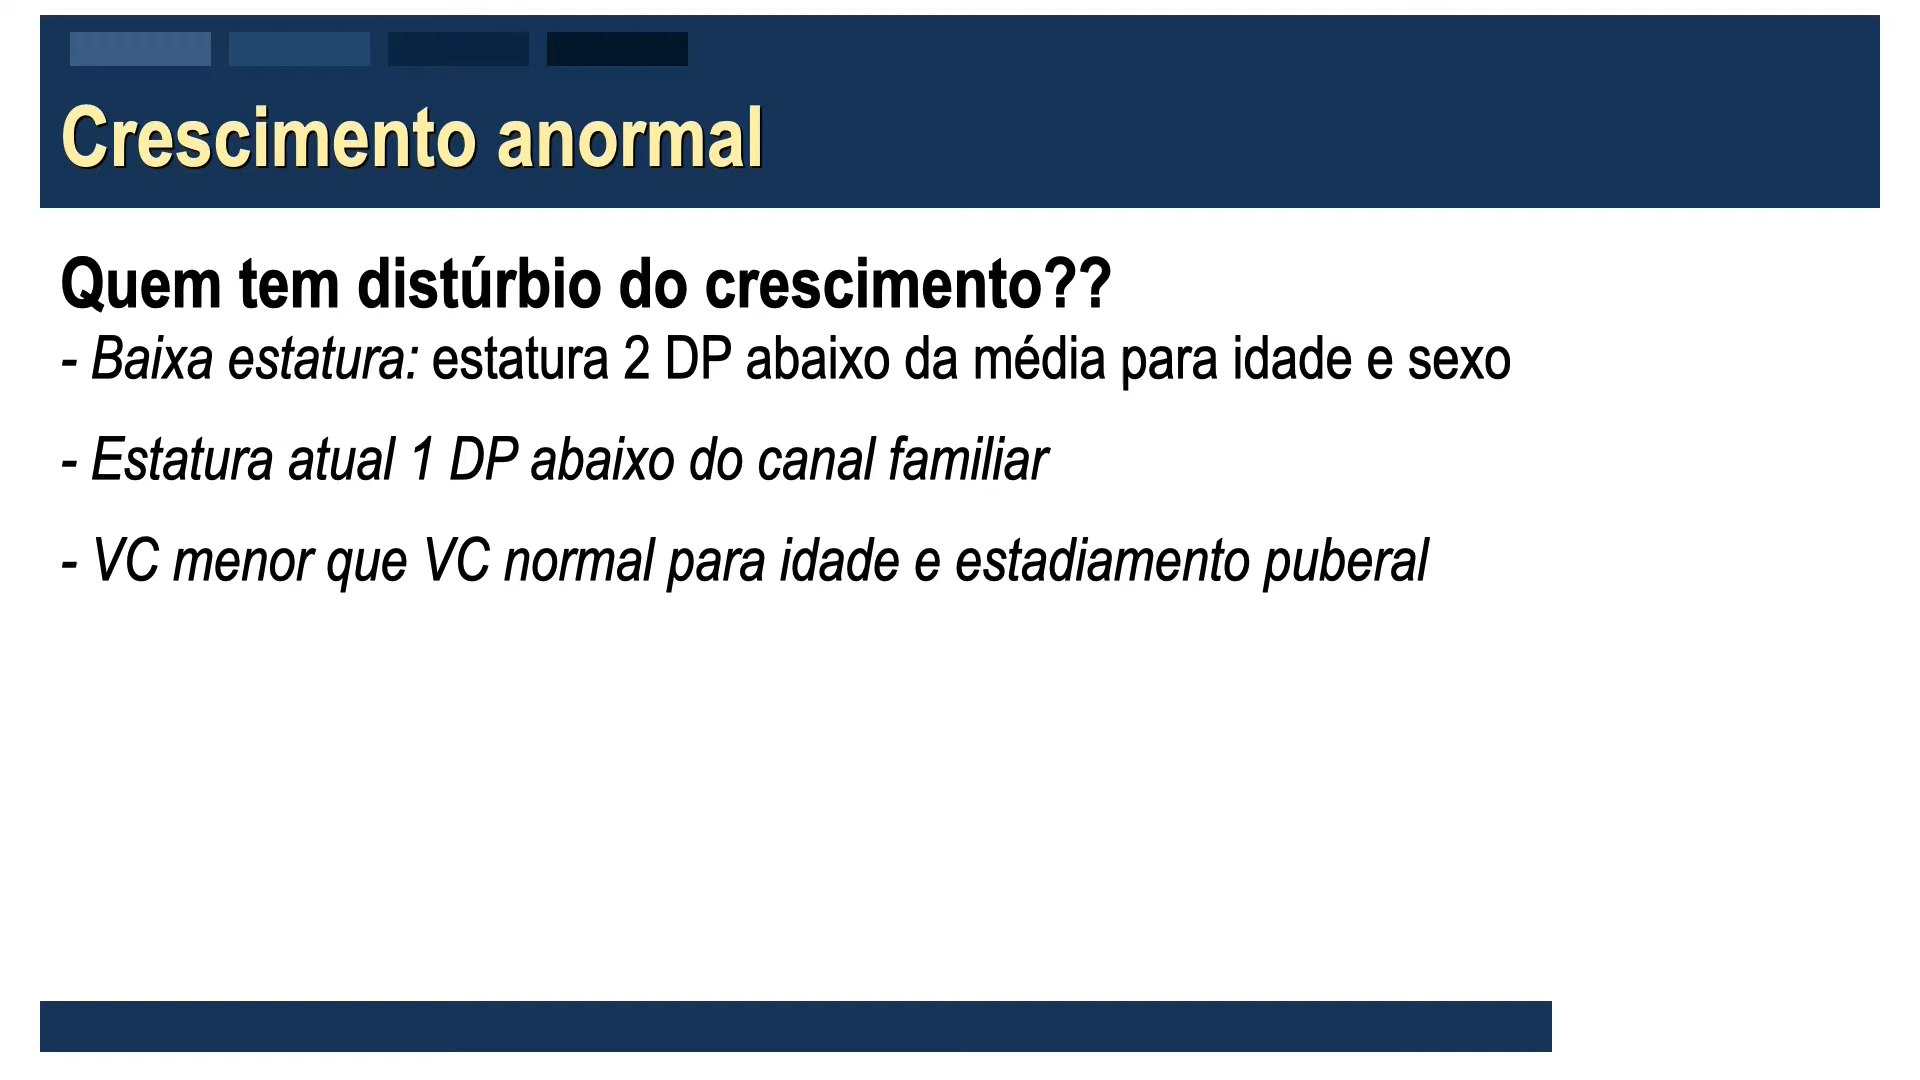 Crescimento anormal
Quem tem distúrbio do crescimento??
- Baixa estatura: estatura 2 DP abaixo da média para idade e sexo
- Estatura atual 1 DP abaixo do canal familiar
- VC menor que VC normal para idade e estadiamento puberal